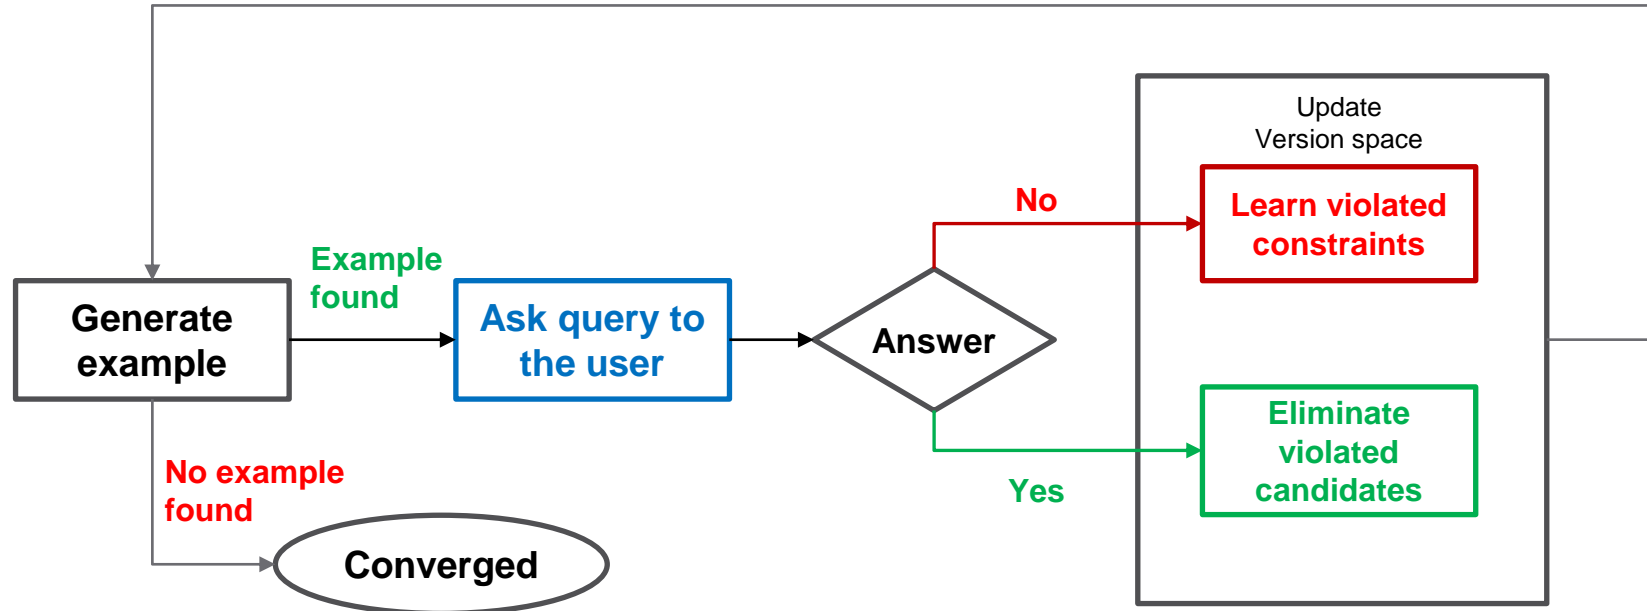 Update
Version space
No
Learn violated
constraints
Example
found
Generate
example
Ask query to
the user
Answer
Eliminate
violated
candidates
No example
found
Yes
Converged